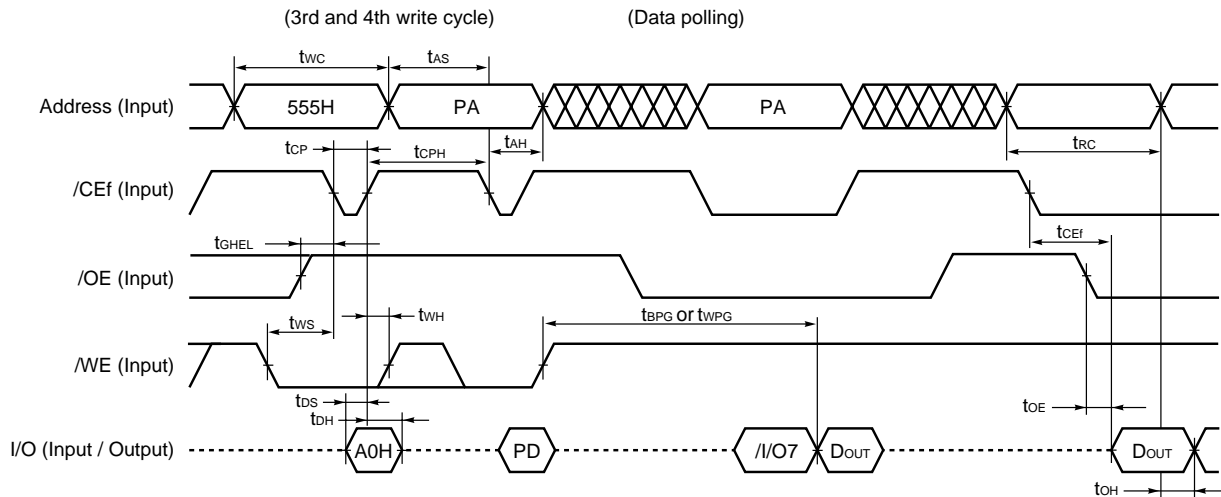 (3rd and 4th write cycle) (Data polling)
tWC tAS
Address (Input) 555H PA PA
tCP tCPH tAH tRC
/CEf (Input)
tGHEL tCEf
/OE (Input)
tWS tWH tBPG or tWPG
/WE (Input)
tDS tOE
tDH
I/O (Input / Output) A0H PD /I/O7 DOUT DOUT
tOH